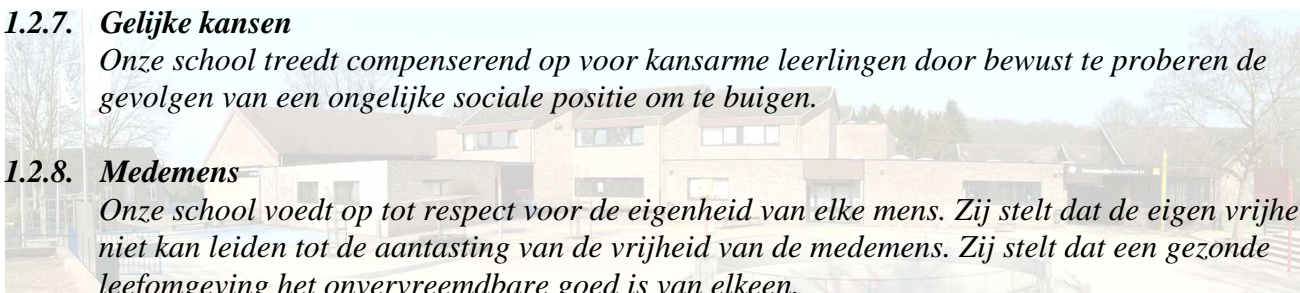 1.2.7. Gelijke kansen
Onze school treedt compenserend op voor kansarme leerlingen door bewust te proberen de
gevolgen van een ongelijke sociale positie om te buigen.
1.2.8. Medemens
Onze school voedt op tot respect voor de eigenheid van elke mens. Zij stelt dat de eigen vrijhe
niet kan leiden tot de aantasting van de vrijheid van de medemens. Zij stelt dat een gezonde
leefomgeving het onvervreemdbare goed is van elkeen.